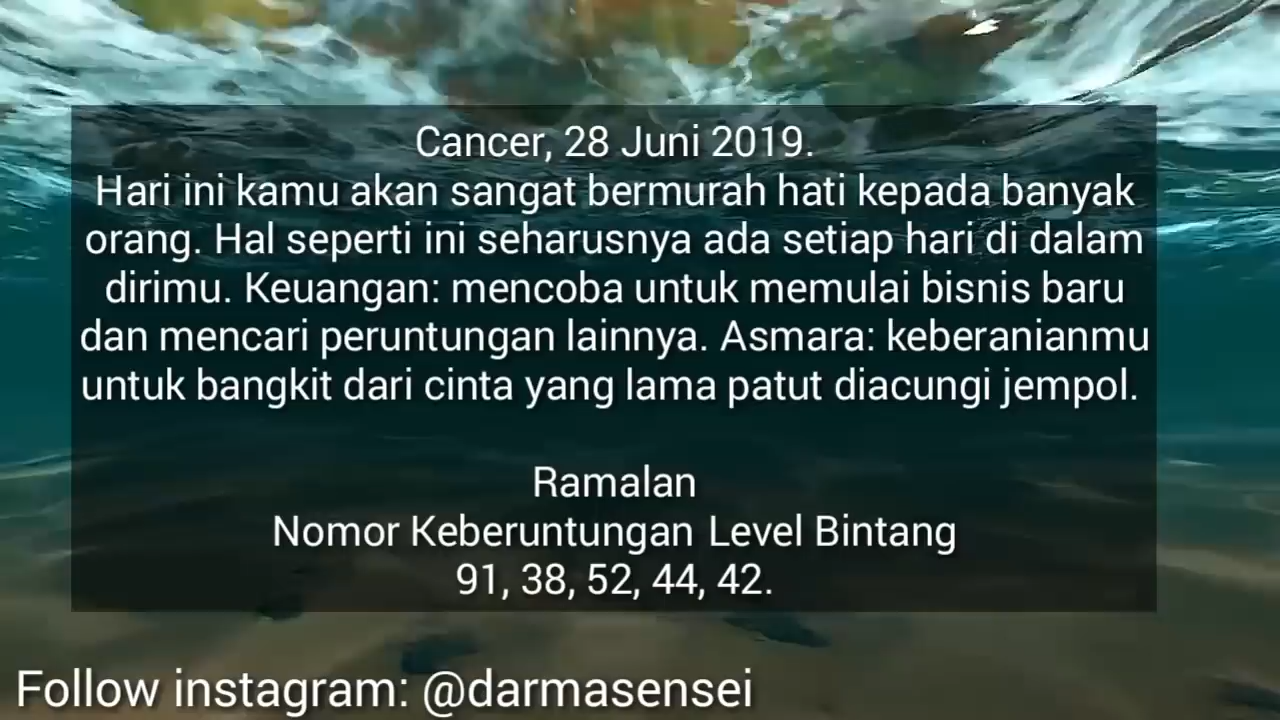 Cancer, 28 Juni 2019.
Hari ini kamu akan sangat bermurah hati kepada banyak
orang. Hal seperti ini seharusnya ada setiap hari di dalam
dirimu. Keuangan: mencoba untuk memulai bisnis baru
dan mencari peruntungan lainnya. Asmara: keberanianmu
untuk bangkit dari cinta yang lama patut diacungi jempol.
Ramalan
Nomor Keberuntungan Level Bintang
91, 38, 52, 44, 42.
Follow instagram: @darmasensei